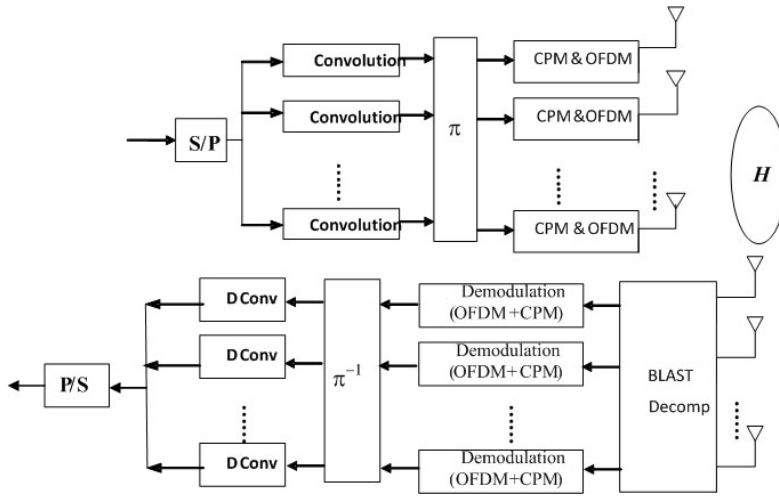 Convolution
CPM & OFDM
Convolution
CPM &OFDM
S/P
π
H
Convolution
CPM & OFDM
D Conv
Demodulation
(OFDM+CPM)
D Conv
Demodulation
(OFDM+CPM)
P/S
π⁻¹
BLAST
Decomp
D Conv
Demodulation
(OFDM+CPM)